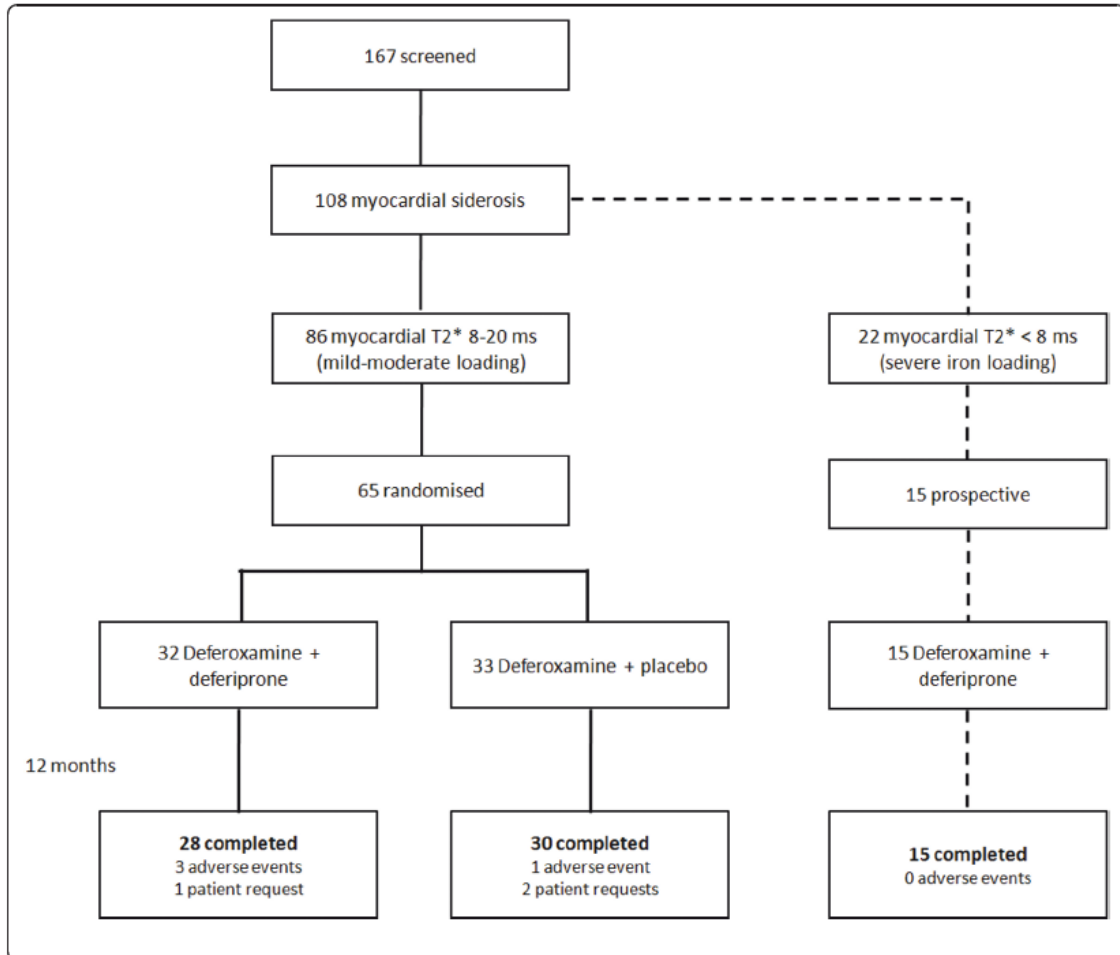 167 screened
108 myocardial siderosis
86 myocardial T2* 8-20 ms
(mild-moderate loading)
22 myocardial T2* < 8 ms
(severe iron loading)
65 randomised
15 prospective
32 Deferoxamine +
deferiprone
33 Deferoxamine + placebo
15 Deferoxamine +
deferiprone
12 months
28 completed
3 adverse events
1 patient request
30 completed
1 adverse event
2 patient requests
15 completed
0 adverse events